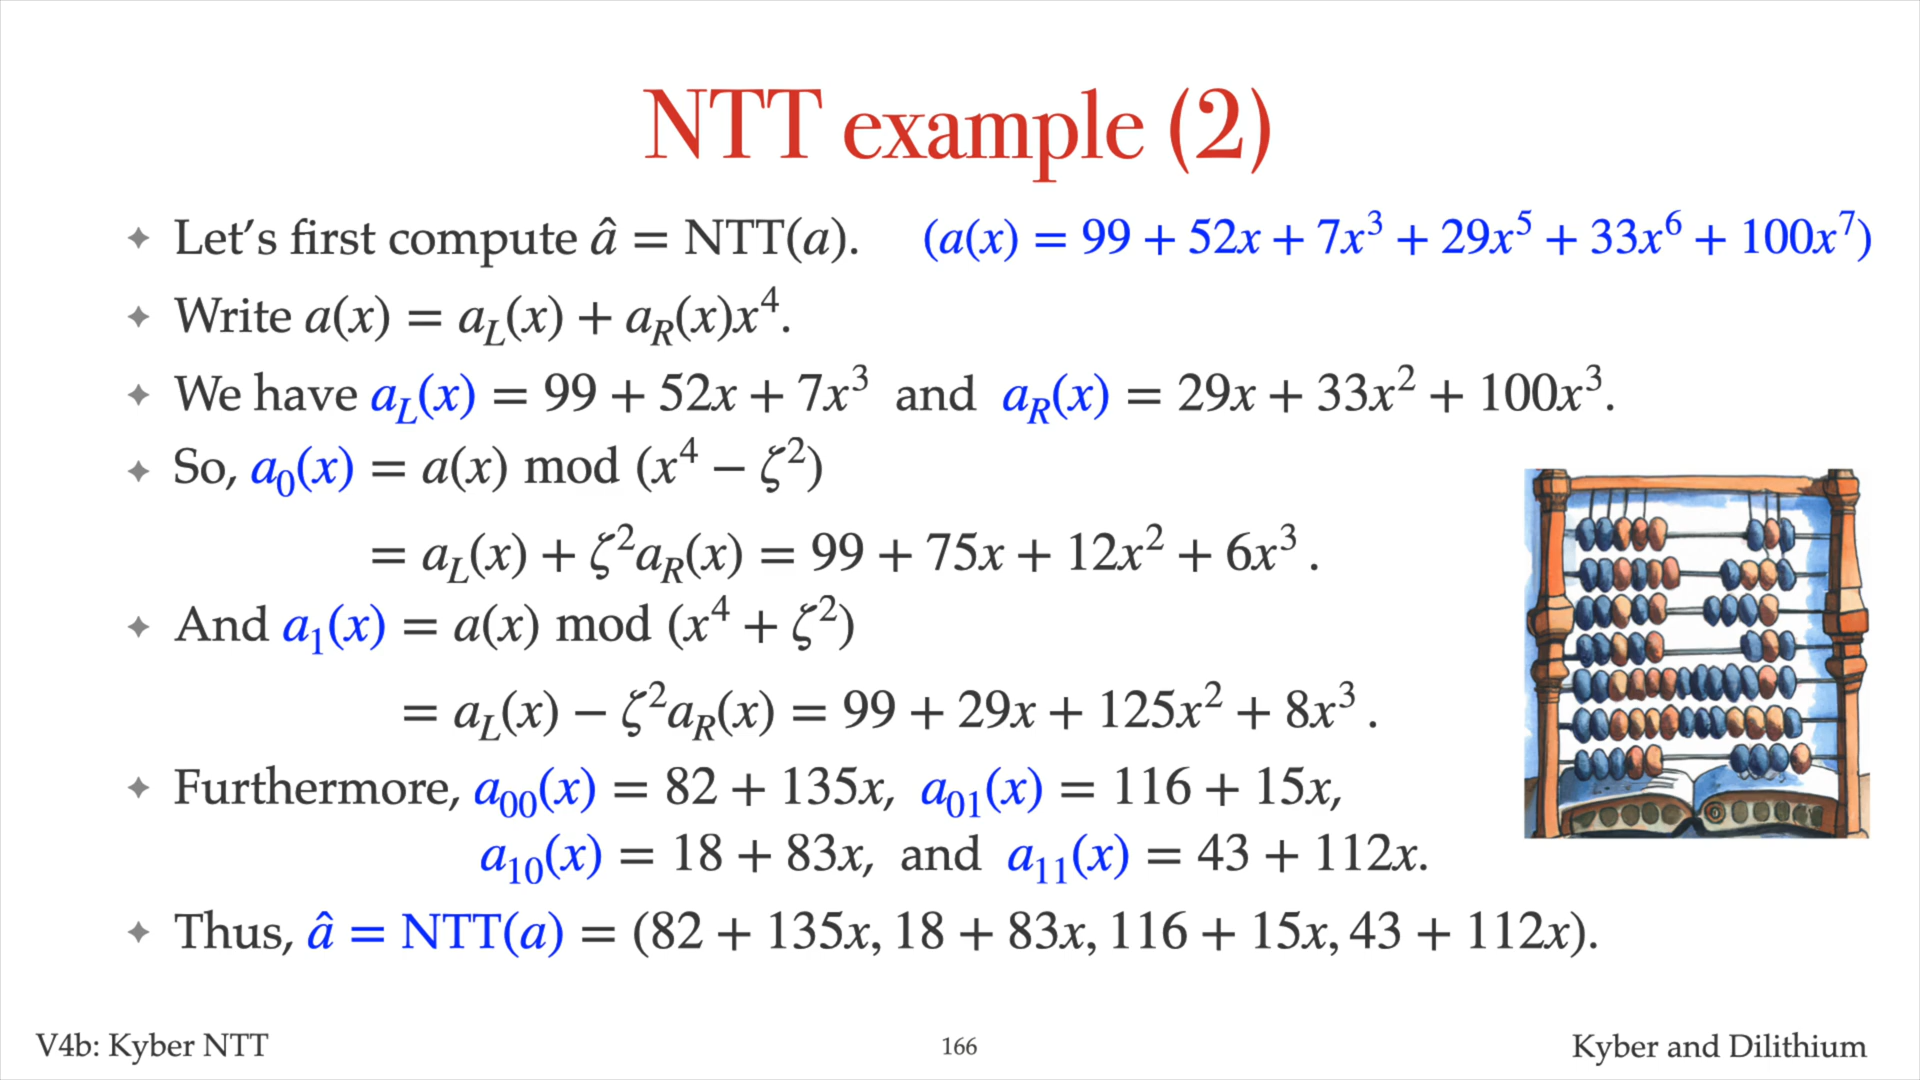 NTT example (2)
Let's first compute â = NTT(a). (a(x) = 99 + 52x + 7x³ + 29x⁵ + 33x⁶ + 100x⁷)
Write a(x) = a_L(x) + a_R(x)x⁴.
We have a_L(x) = 99 + 52x + 7x³ and a_R(x) = 29x + 33x² + 100x³.
So, a₀(x) = a(x) mod (x⁴ − ζ²)
= a_L(x) + ζ²a_R(x) = 99 + 75x + 12x² + 6x³ .
And a₁(x) = a(x) mod (x⁴ + ζ²)
= a_L(x) − ζ²a_R(x) = 99 + 29x + 125x² + 8x³ .
Furthermore, a₀₀(x) = 82 + 135x, a₀₁(x) = 116 + 15x,
a₁₀(x) = 18 + 83x, and a₁₁(x) = 43 + 112x.
Thus, â = NTT(a) = (82 + 135x, 18 + 83x, 116 + 15x, 43 + 112x).
V4b: Kyber NTT
166
Kyber and Dilithium